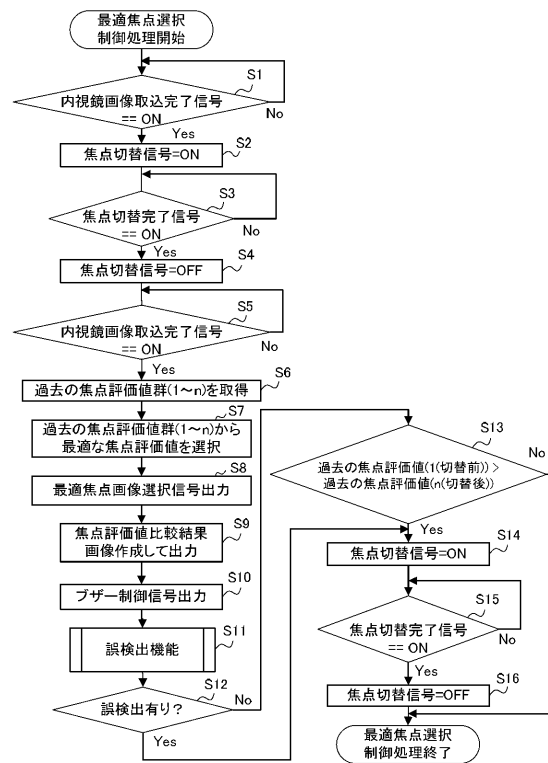 最適焦点選択
制御処理開始
S1
内視鏡画像取込完了信号
== ON
No
Yes
S2
焦点切替信号=ON
S3
焦点切替完了信号
== ON
No
Yes
S4
焦点切替信号=OFF
S5
内視鏡画像取込完了信号
== ON
No
Yes
S6
過去の焦点評価値群(1~n)を取得
S7
過去の焦点評価値群(1~n)から
最適な焦点評価値を選択
S8
最適焦点画像選択信号出力
S9
焦点評価値比較結果
画像作成して出力
S10
ブザー制御信号出力
S11
誤検出機能
S12
誤検出有り?
No
Yes
S13
過去の焦点評価値(1(切替前)) >
過去の焦点評価値(n(切替後))
No
Yes
S14
焦点切替信号=ON
S15
焦点切替完了信号
== ON
No
Yes
S16
焦点切替信号=OFF
最適焦点選択
制御処理終了